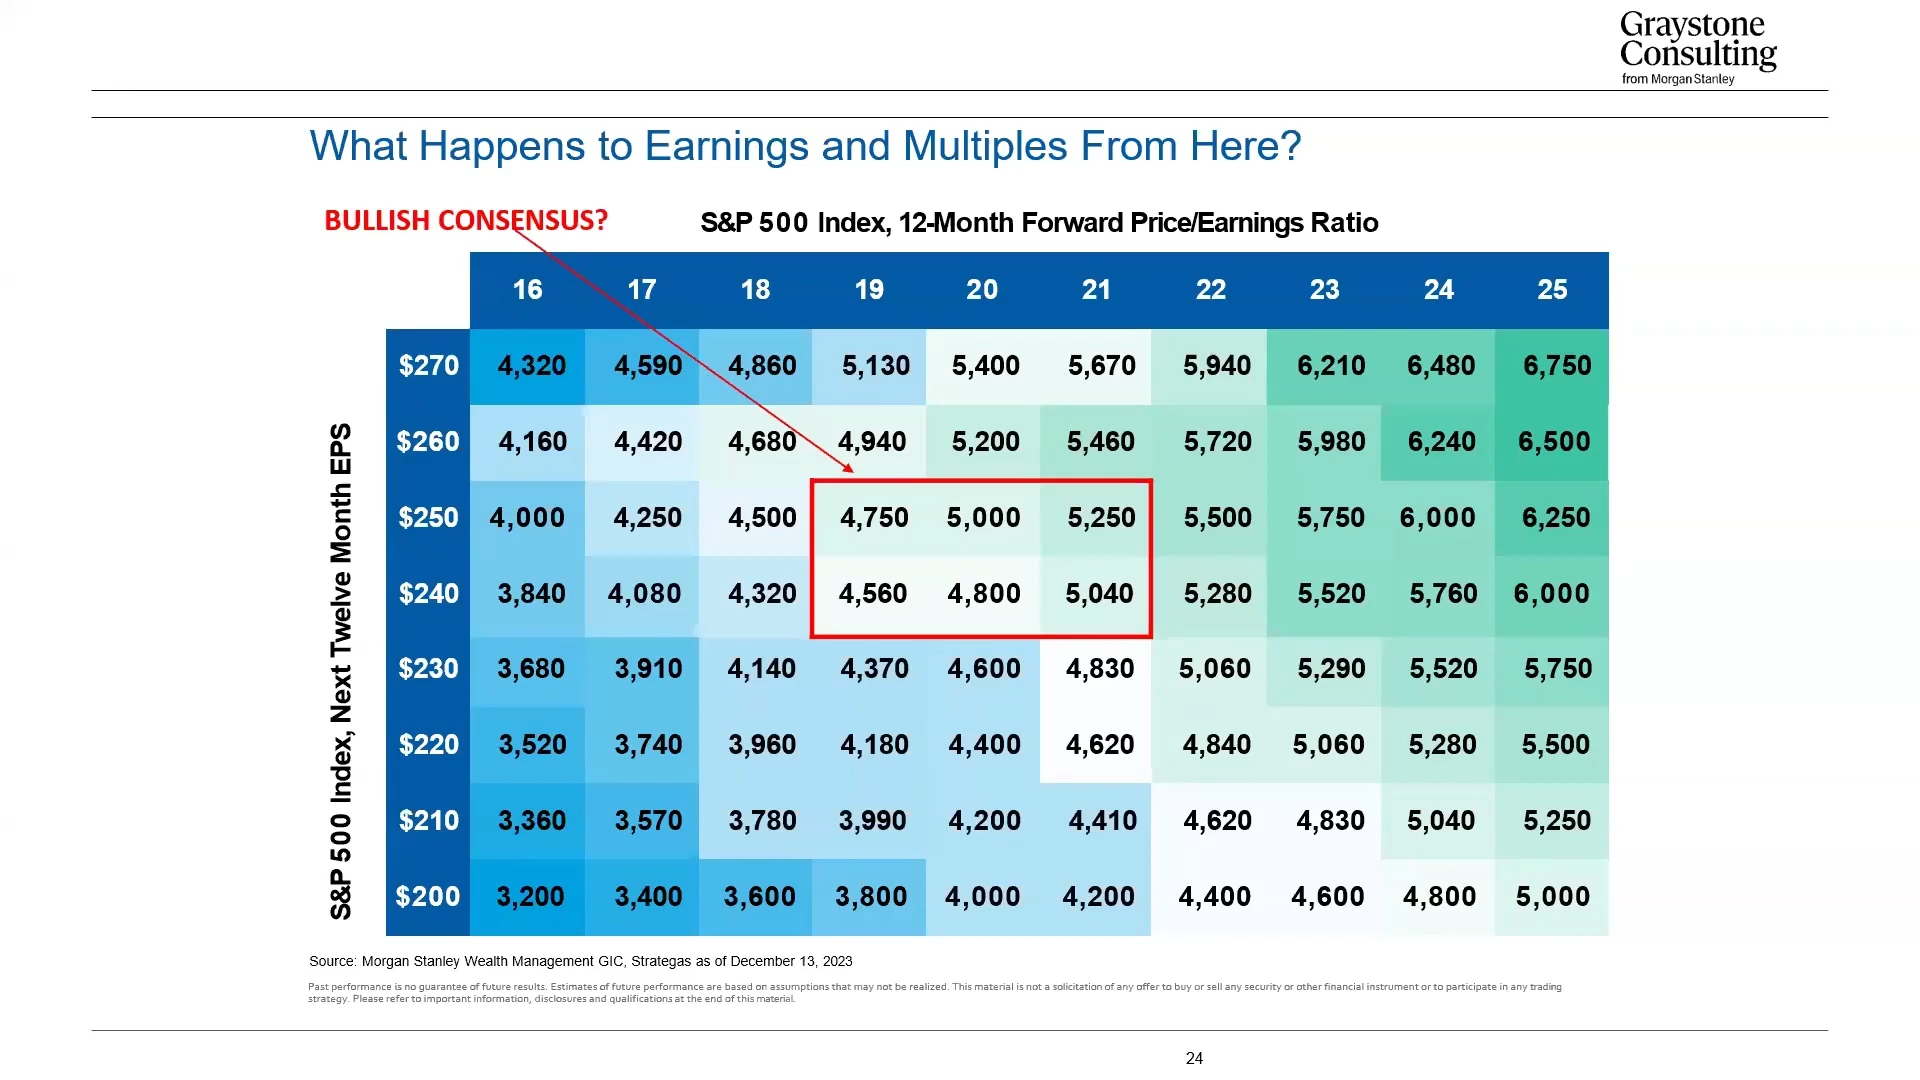 Graystone
Consulting
from Morgan Stanley
What Happens to Earnings and Multiples From Here?
BULLISH CONSENSUS?
S&P 500 Index, 12-Month Forward Price/Earnings Ratio
16 17 18 19 20 21 22 23 24 25
S&P 500 Index, Next Twelve Month EPS
$270 4,320 4,590 4,860 5,130 5,400 5,670 5,940 6,210 6,480 6,750
$260 4,160 4,420 4,680 4,940 5,200 5,460 5,720 5,980 6,240 6,500
$250 4,000 4,250 4,500 4,750 5,000 5,250 5,500 5,750 6,000 6,250
$240 3,840 4,080 4,320 4,560 4,800 5,040 5,280 5,520 5,760 6,000
$230 3,680 3,910 4,140 4,370 4,600 4,830 5,060 5,290 5,520 5,750
$220 3,520 3,740 3,960 4,180 4,400 4,620 4,840 5,060 5,280 5,500
$210 3,360 3,570 3,780 3,990 4,200 4,410 4,620 4,830 5,040 5,250
$200 3,200 3,400 3,600 3,800 4,000 4,200 4,400 4,600 4,800 5,000
Source: Morgan Stanley Wealth Management GIC, Strategas as of December 13, 2023
Past performance is no guarantee of future results. Estimates of future performance are based on assumptions that may not be realized. This material is not a solicitation of any offer to buy or sell any security or other financial instrument or to participate in any trading
strategy. Please refer to important information, disclosures and qualifications at the end of this material.
24